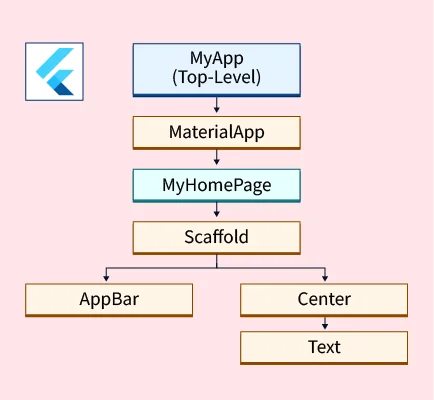 MyApp
(Top-Level)
MaterialApp
MyHomePage
Scaffold
AppBar
Center
Text